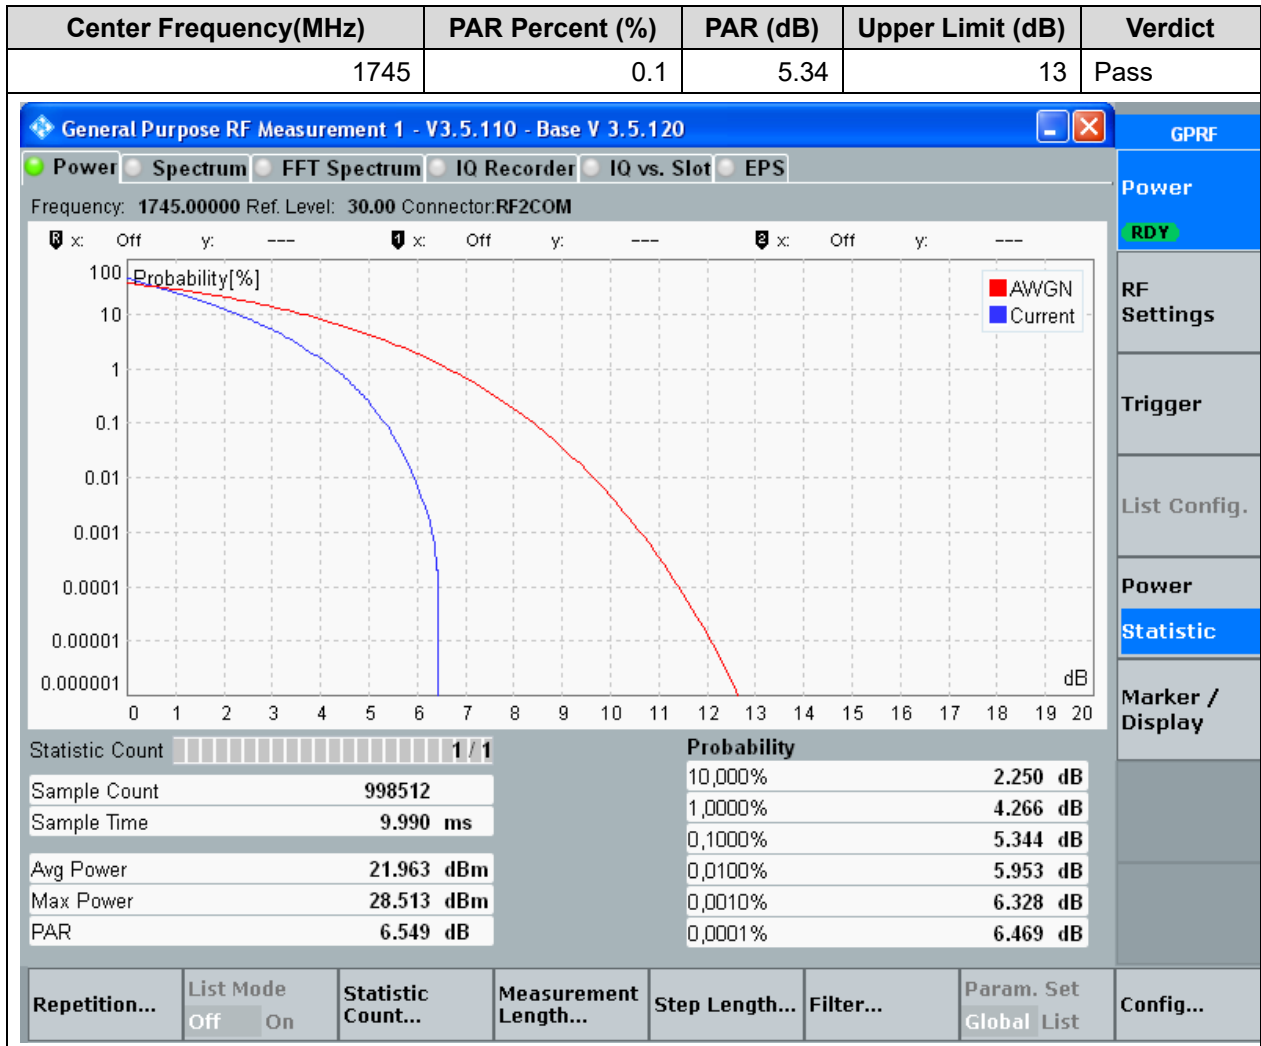 Center Frequency(MHz) PAR Percent (%) PAR (dB) Upper Limit (dB) Verdict
1745 0.1 5.34 13 Pass
General Purpose RF Measurement 1 - V3.5.110 - Base V 3.5.120
GPRF
Power Spectrum FFT Spectrum IQ Recorder IQ vs. Slot EPS
Power
RDY
Frequency: 1745.00000 Ref. Level: 30.00 Connector:RF2COM
R x: Off y: --- 1 x: Off y: --- 2 x: Off y: ---
Probability[%]
AWGN
Current
100
10
1
0.1
0.01
0.001
0.0001
0.00001
0.000001
dB
0 1 2 3 4 5 6 7 8 9 10 11 12 13 14 15 16 17 18 19 20
RF
Settings
Trigger
List Config.
Power
Statistic
Marker /
Display
Statistic Count 1 / 1
Sample Count 998512
Sample Time 9.990 ms
Avg Power 21.963 dBm
Max Power 28.513 dBm
PAR 6.549 dB
Probability
10,000% 2.250 dB
1,0000% 4.266 dB
0,1000% 5.344 dB
0,0100% 5.953 dB
0,0010% 6.328 dB
0,0001% 6.469 dB
Repetition...
List Mode
Off On
Statistic
Count...
Measurement
Length...
Step Length...
Filter...
Param. Set
Global List
Config...